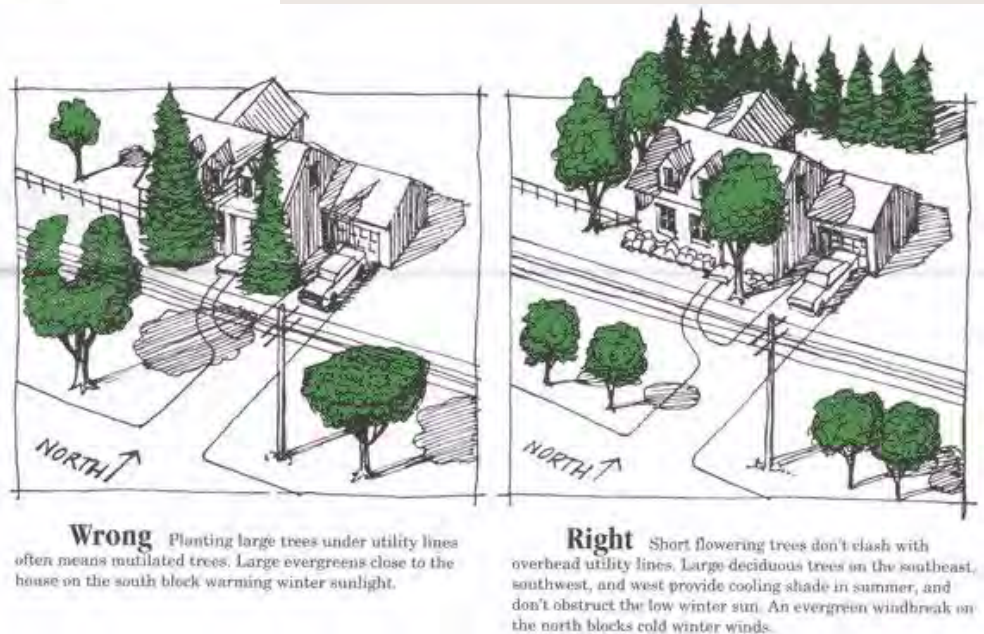 NORTH
Wrong Planting large trees under utility lines
often means mutilated trees. Large evergreens close to the
house on the south block warming winter sunlight.
NORTH
Right Short flowering trees don't clash with
overhead utility lines. Large deciduous trees on the southeast,
southwest, and west provide cooling shade in summer, and
don't obstruct the low winter sun. An evergreen windbreak on
the north blocks cold winter winds.